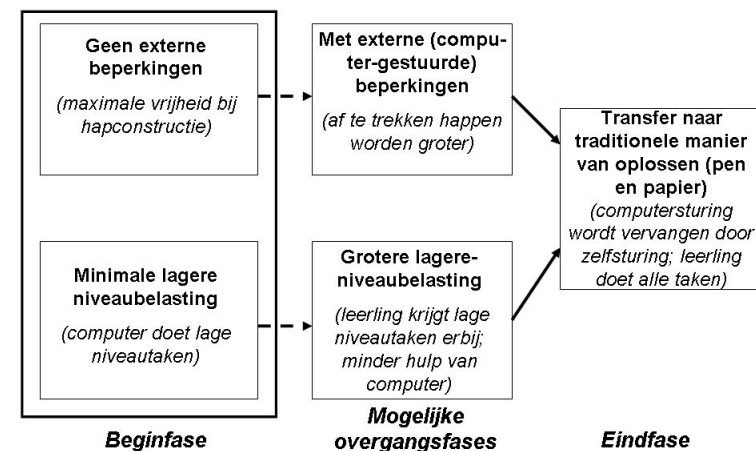 Geen externe
beperkingen
(maximale vrijheid bij
hapconstructie)
Met externe (compu-
ter-gestuurde)
beperkingen
(af te trekken happen
worden groter)
Transfer naar
traditionele manier
van oplossen (pen
en papier)
(computersturing
wordt vervangen door
zelfsturing; leerling
doet alle taken)
Minimale lagere
niveaubelasting
(computer doet lage
niveautaken)
Grotere lagere-
niveaubelasting
(leerling krijgt lage
niveautaken erbij;
minder hulp van
computer)
Beginfase
Mogelijke
overgangsfases
Eindfase